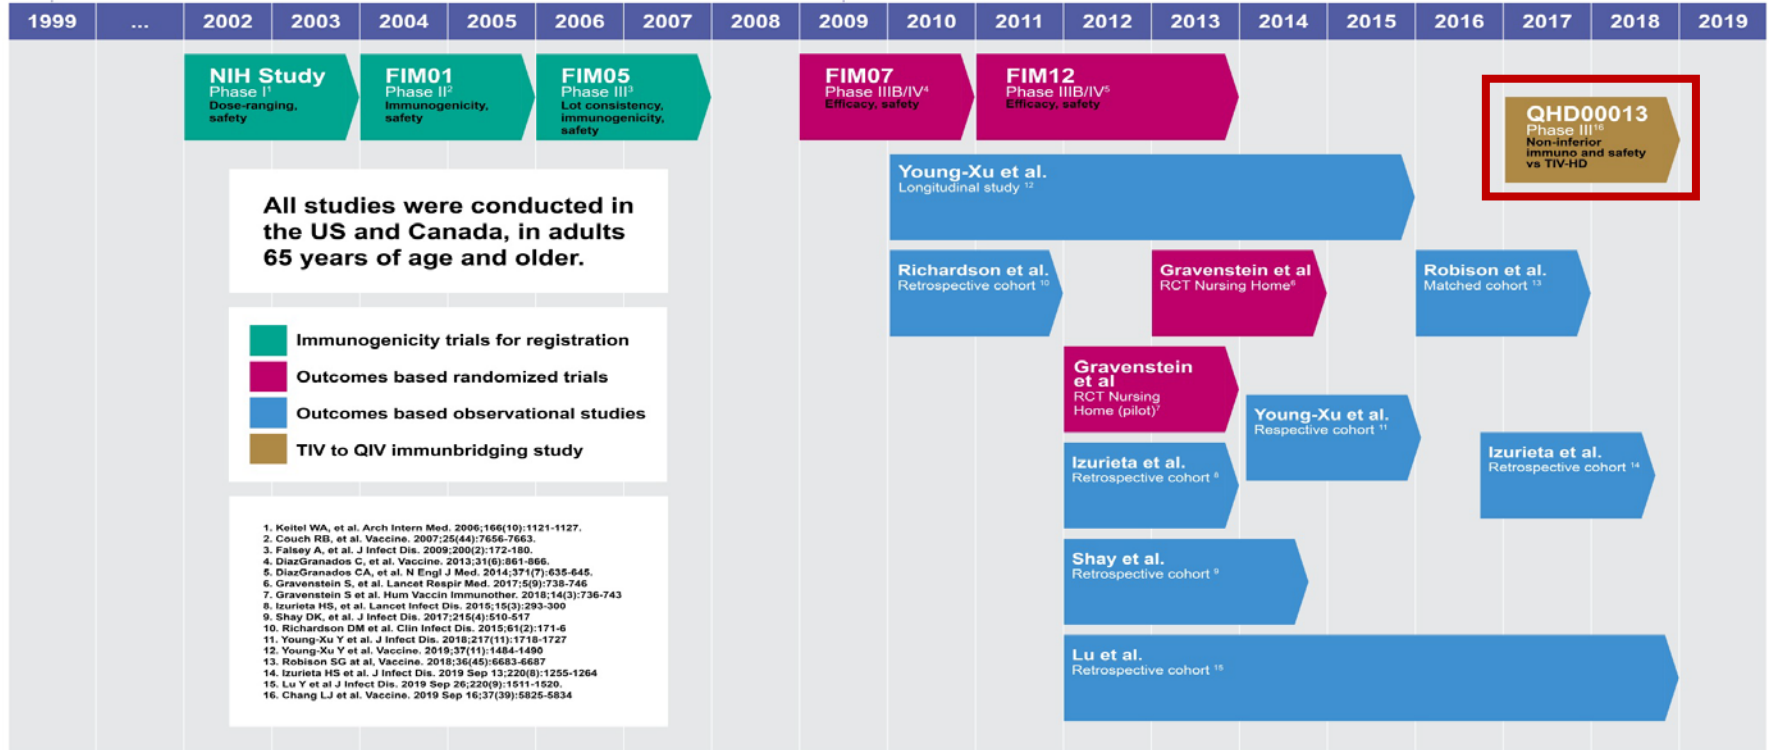 1999 ... 2002 2003 2004 2005 2006 2007 2008 2009 2010 2011 2012 2013 2014 2015 2016 2017 2018 2019
NIH Study
Phase I¹
Dose-ranging,
safety
FIM01
Phase II²
Immunogenicity,
safety
FIM05
Phase III³
Lot consistency,
immunogenicity,
safety
FIM07
Phase IIIB/IV⁴
Efficacy, safety
FIM12
Phase IIIB/IV⁵
Efficacy, safety
QHD00013
Phase III¹⁶
Non-inferior
immuno and safety
vs TIV-HD
Young-Xu et al.
Longitudinal study ¹²
Richardson et al.
Retrospective cohort ¹⁰
Gravenstein et al
RCT Nursing Home⁶
Robison et al.
Matched cohort ¹³
Gravenstein
et al
RCT Nursing
Home (pilot)⁷
Young-Xu et al.
Respective cohort ¹¹
Izurieta et al.
Retrospective cohort ⁸
Izurieta et al.
Retrospective cohort ¹⁴
Shay et al.
Retrospective cohort ⁹
Lu et al.
Retrospective cohort ¹⁵
All studies were conducted in
the US and Canada, in adults
65 years of age and older.
Immunogenicity trials for registration
Outcomes based randomized trials
Outcomes based observational studies
TIV to QIV immunbridging study
1. Keitel WA, et al. Arch Intern Med. 2006;166(10):1121-1127.
2. Couch RB, et al. Vaccine. 2007;25(44):7656-7663.
3. Falsey A, et al. J Infect Dis. 2009;200(2):172-180.
4. DiazGranados C, et al. Vaccine. 2013;31(6):861-866.
5. DiazGranados CA, et al. N Engl J Med. 2014;371(7):635-645.
6. Gravenstein S, et al. Lancet Respir Med. 2017;5(9):738-746
7. Gravenstein S et al. Hum Vaccin Immunother. 2018;14(3):736-743
8. Izurieta HS, et al. Lancet Infect Dis. 2015;15(3):293-300
9. Shay DK, et al. J Infect Dis. 2017;215(4):510-517
10. Richardson DM et al. Clin Infect Dis. 2015;61(2):171-6
11. Young-Xu Y et al. J Infect Dis. 2018;217(11):1718-1727
12. Young-Xu Y et al. Vaccine. 2019;37(11):1484-1490
13. Robison SG at al, Vaccine. 2018;36(45):6683-6687
14. Izurieta HS et al. J Infect Dis. 2019 Sep 13;220(8):1255-1264
15. Lu Y et al J Infect Dis. 2019 Sep 26;220(9):1511-1520.
16. Chang LJ et al. Vaccine. 2019 Sep 16;37(39):5825-5834